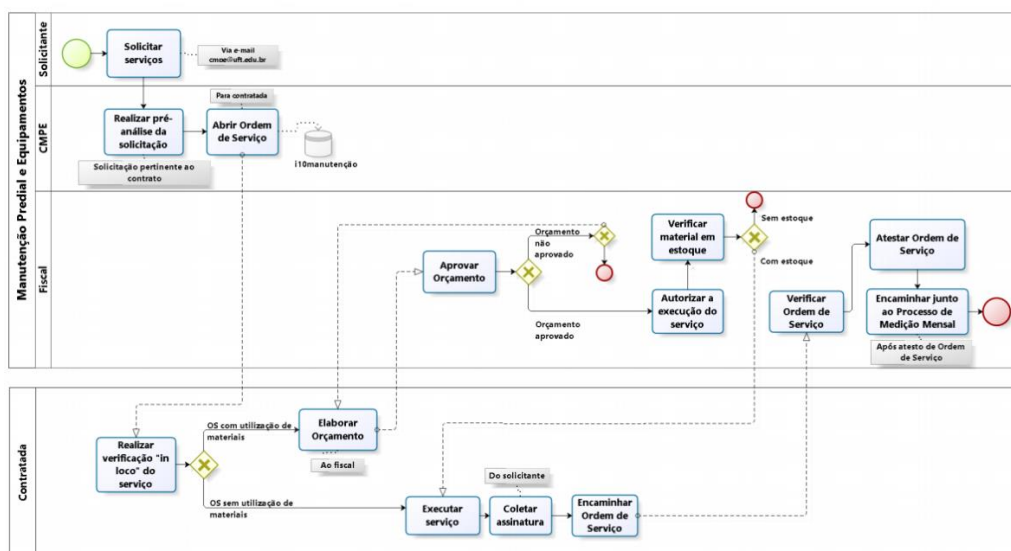 Manutenção Predial e Equipamentos
Solicitante
Solicitar
serviços
Via e-mail
cmoe@uft.edu.br
CMPE
Realizar pré-
análise da
solicitação
Solicitação pertinente ao
contrato
Para contratada
Abrir Ordem
de Serviço
i10manutenção
Fiscal
Aprovar
Orçamento
Orçamento
não
aprovado
Orçamento
aprovado
Verificar
material em
estoque
Autorizar a
execução do
serviço
Sem estoque
Com estoque
Verificar
Ordem de
Serviço
Atestar Ordem de
Serviço
Encaminhar junto
ao Processo de
Medição Mensal
Após atesto de Ordem
de Serviço
Contratada
Realizar
verificação "in
loco" do
serviço
OS com utilização de
materiais
OS sem utilização de
materiais
Elaborar
Orçamento
Ao fiscal
Executar
serviço
Do solicitante
Coletar
assinatura
Encaminhar
Ordem de
Serviço